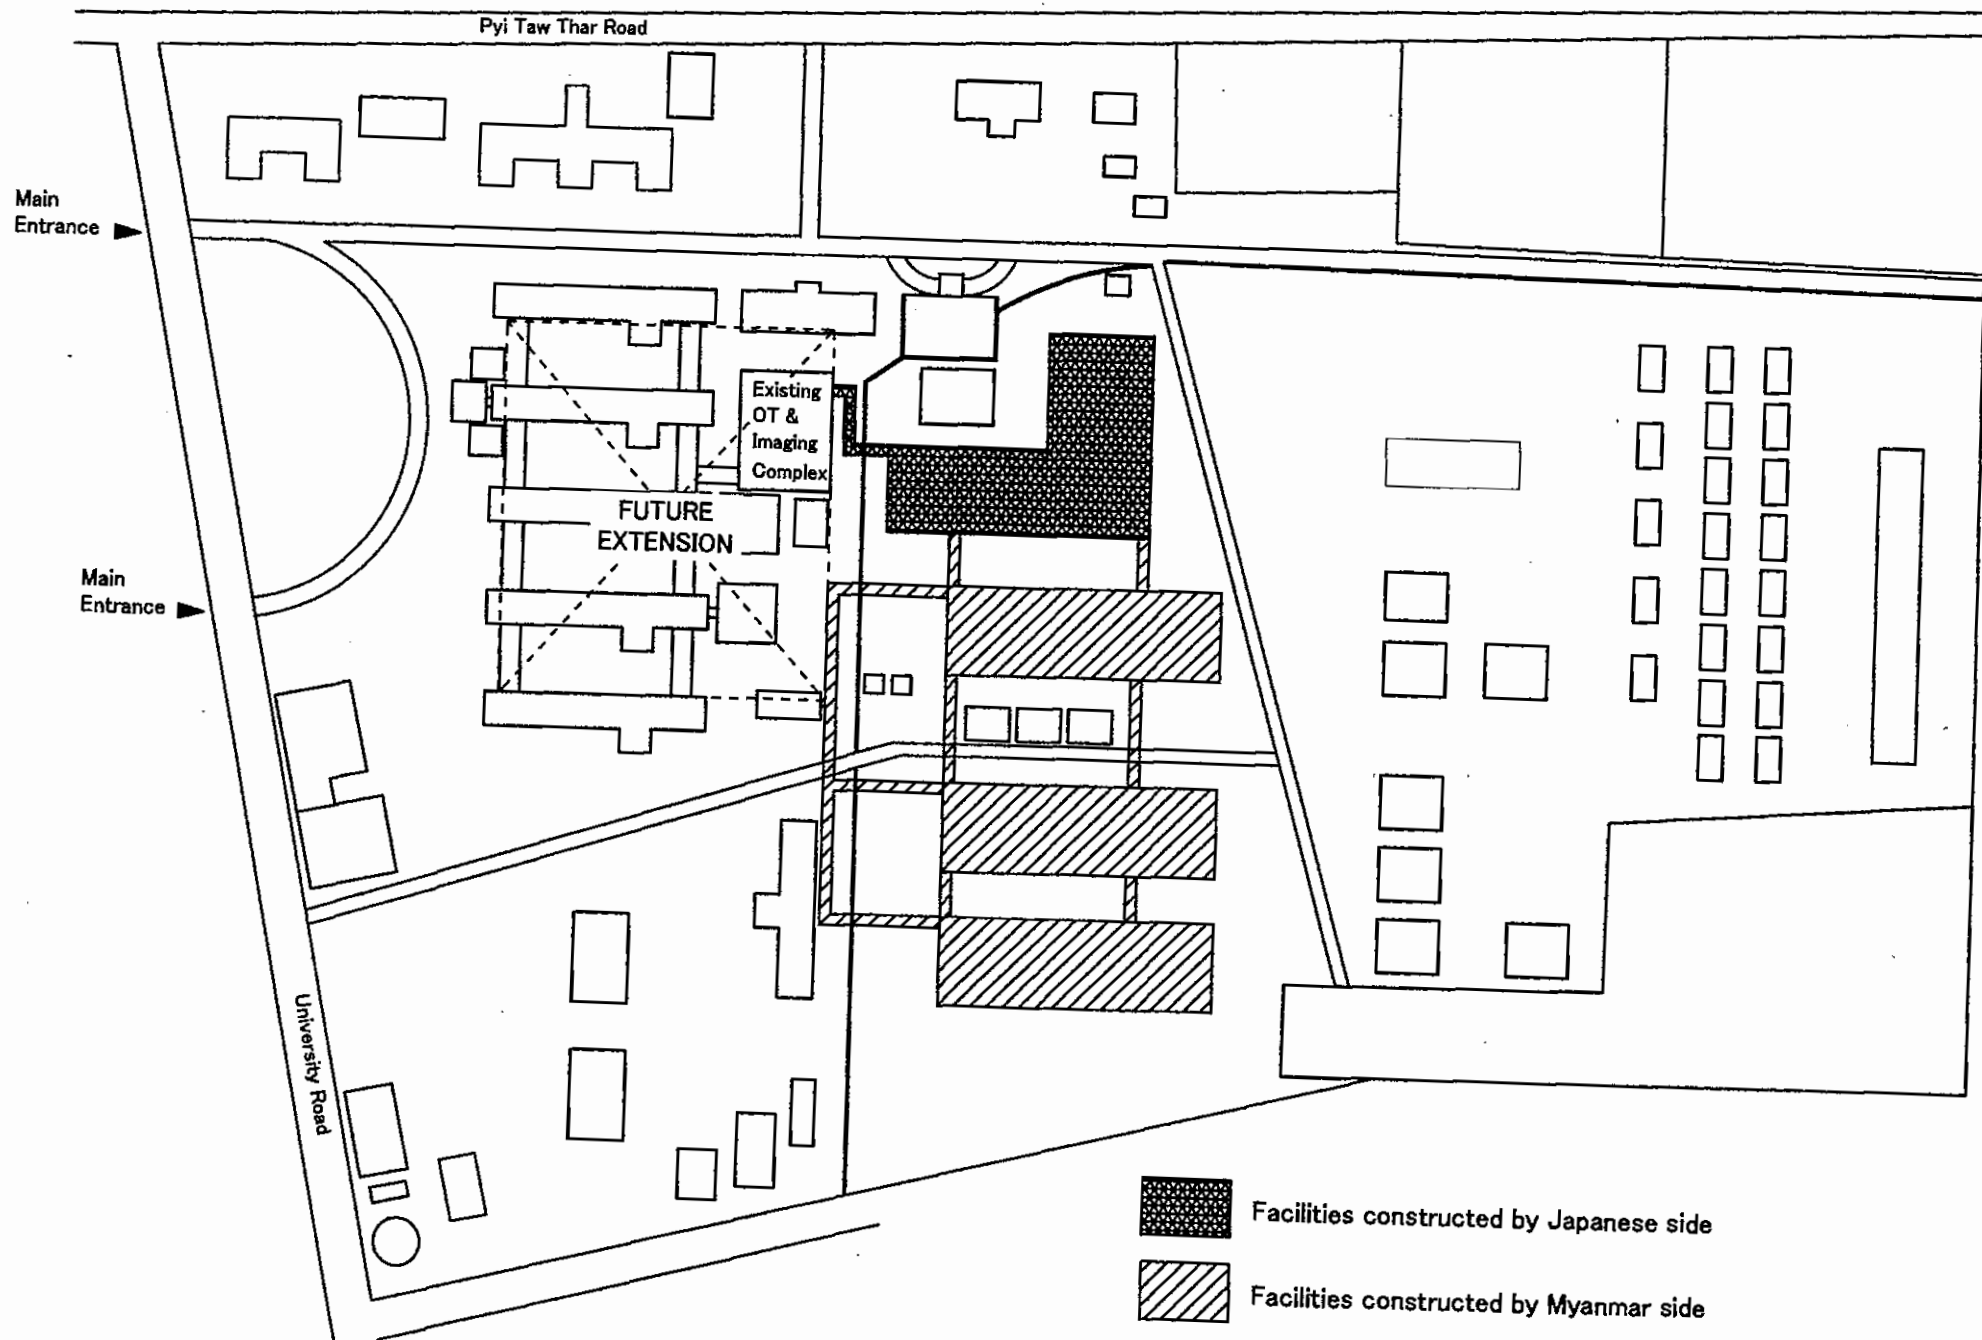 Pyi Taw Thar Road
Main
Entrance
Existing
OT &
Imaging
Complex
FUTURE
EXTENSION
Main
Entrance
University Road
Facilities constructed by Japanese side
Facilities constructed by Myanmar side